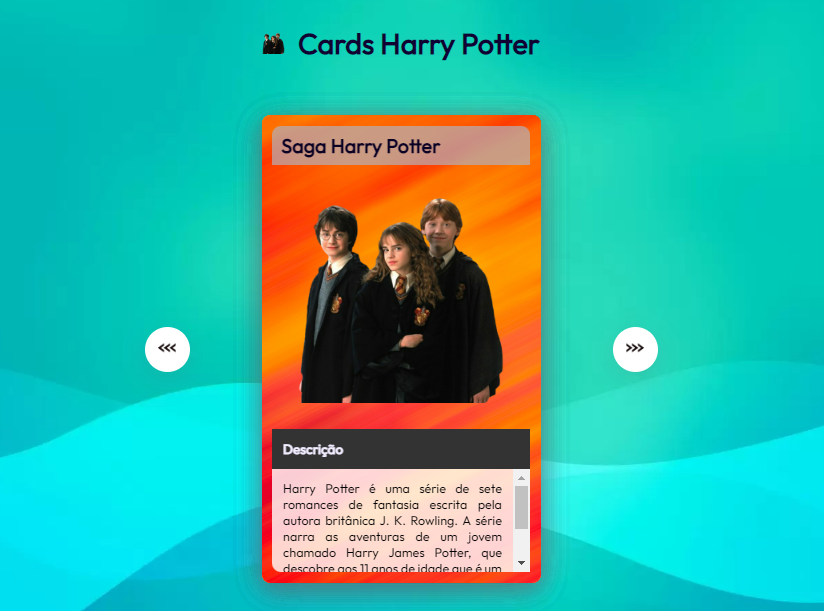 Cards Harry Potter
Saga Harry Potter
<<<
>>>
Descrição
Harry Potter é uma série de sete
romances de fantasia escrita pela
autora britânica J. K. Rowling. A série
narra as aventuras de um jovem
chamado Harry James Potter, que
descobre aos 11 anos de idade que é um